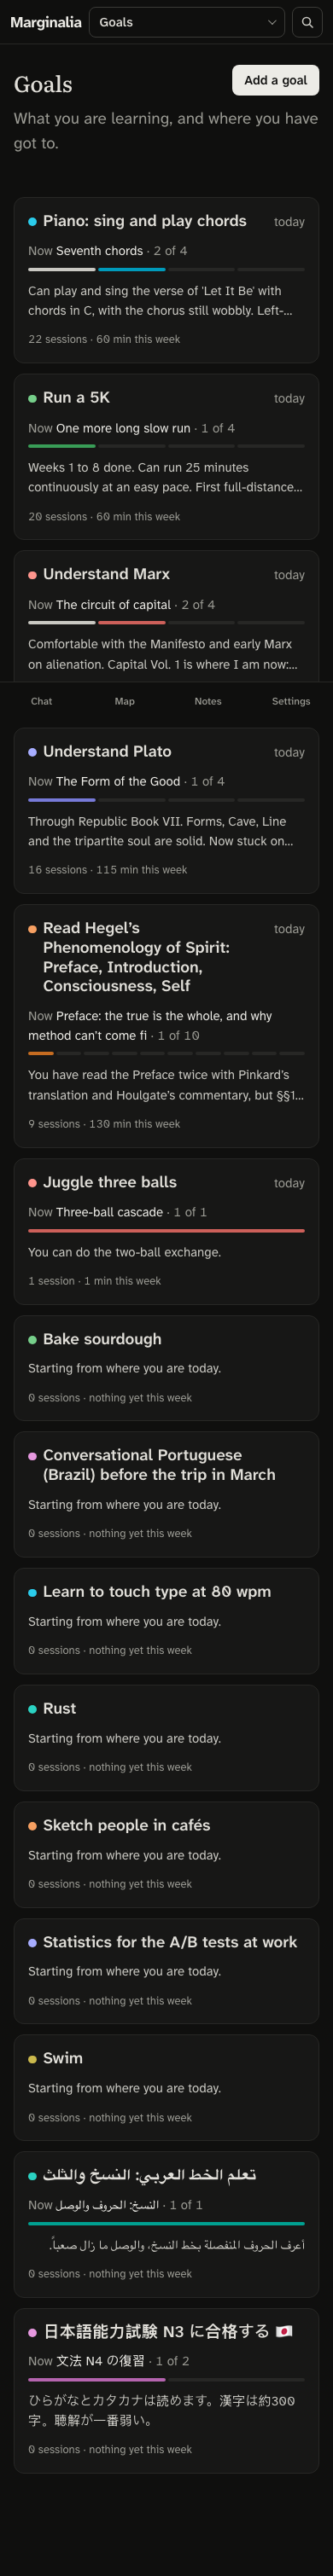 Marginalia
Goals
Goals
Add a goal
What you are learning, and where you have
got to.
Piano: sing and play chords
today
Now Seventh chords · 2 of 4
Can play and sing the verse of 'Let It Be' with
chords in C, with the chorus still wobbly. Left-…
22 sessions · 60 min this week
Run a 5K
today
Now One more long slow run · 1 of 4
Weeks 1 to 8 done. Can run 25 minutes
continuously at an easy pace. First full-distance…
20 sessions · 60 min this week
Understand Marx
today
Now The circuit of capital · 2 of 4
Comfortable with the Manifesto and early Marx
on alienation. Capital Vol. 1 is where I am now:…
Chat
Map
Notes
Settings
Understand Plato
today
Now The Form of the Good · 1 of 4
Through Republic Book VII. Forms, Cave, Line
and the tripartite soul are solid. Now stuck on…
16 sessions · 115 min this week
Read Hegel's
Phenomenology of Spirit:
Preface, Introduction,
Consciousness, Self
today
Now Preface: the true is the whole, and why
method can't come fi · 1 of 10
You have read the Preface twice with Pinkard's
translation and Houlgate's commentary, but §§1…
9 sessions · 130 min this week
Juggle three balls
today
Now Three-ball cascade · 1 of 1
You can do the two-ball exchange.
1 session · 1 min this week
Bake sourdough
Starting from where you are today.
0 sessions · nothing yet this week
Conversational Portuguese
(Brazil) before the trip in March
Starting from where you are today.
0 sessions · nothing yet this week
Learn to touch type at 80 wpm
Starting from where you are today.
0 sessions · nothing yet this week
Rust
Starting from where you are today.
0 sessions · nothing yet this week
Sketch people in cafés
Starting from where you are today.
0 sessions · nothing yet this week
Statistics for the A/B tests at work
Starting from where you are today.
0 sessions · nothing yet this week
Swim
Starting from where you are today.
0 sessions · nothing yet this week
تعلم الخط العربي: النسخ والثلث
Now النسخ: الحروف والوصل · 1 of 1
أعرف الحروف المنفصلة بخط النسخ، والوصل ما زال صعباً.
0 sessions · nothing yet this week
日本語能力試験 N3 に合格する 🇯🇵
Now 文法 N4 の復習 · 1 of 2
ひらがなとカタカナは読めます。漢字は約300
字。聴解が一番弱い。
0 sessions · nothing yet this week